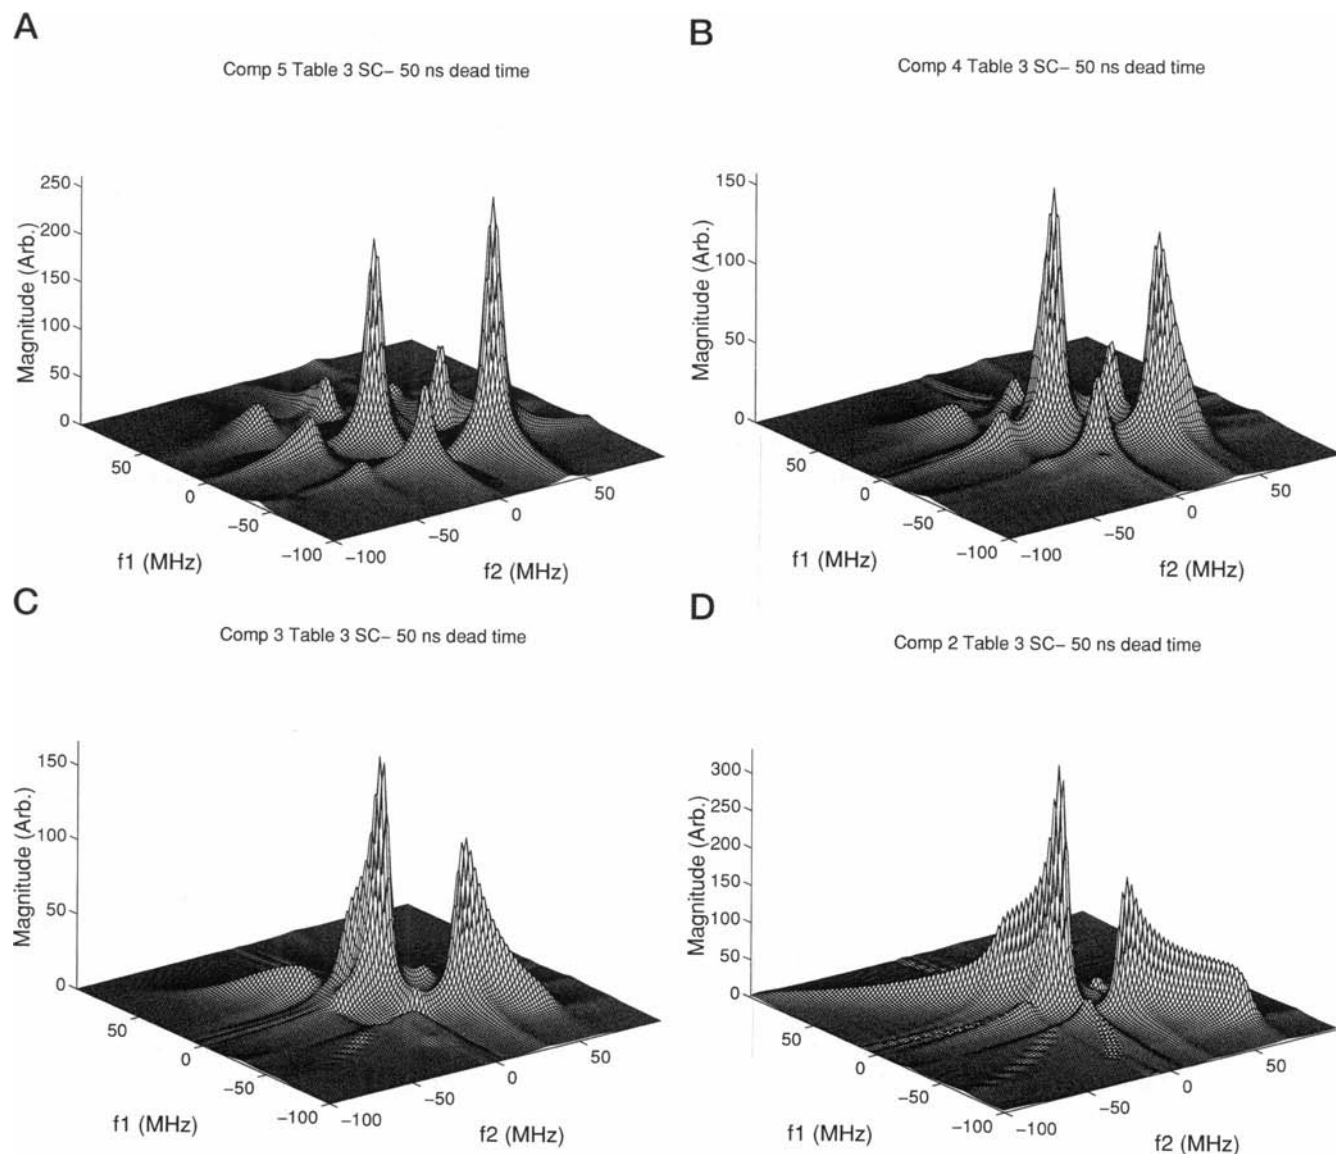 A
Comp 5 Table 3 SC– 50 ns dead time
250
200
150
100
50
0
Magnitude (Arb.)
50
0
−50
−100
f1 (MHz)
−100
−50
0
50
f2 (MHz)
B
Comp 4 Table 3 SC– 50 ns dead time
150
100
50
0
Magnitude (Arb.)
50
0
−50
−100
f1 (MHz)
−100
−50
0
50
f2 (MHz)
C
Comp 3 Table 3 SC– 50 ns dead time
150
100
50
0
Magnitude (Arb.)
50
0
−50
−100
f1 (MHz)
−100
−50
0
50
f2 (MHz)
D
Comp 2 Table 3 SC– 50 ns dead time
300
250
200
150
100
50
0
Magnitude (Arb.)
50
0
−50
−100
f1 (MHz)
−100
−50
0
50
f2 (MHz)